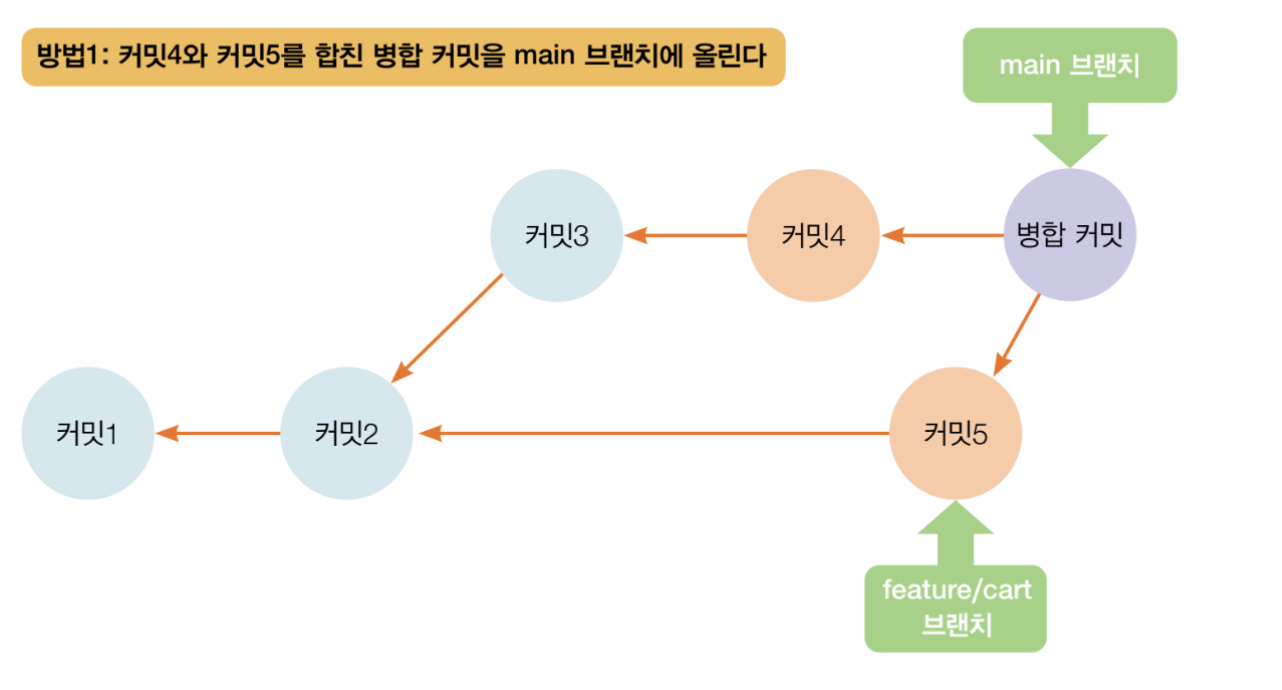 방법1: 커밋4와 커밋5를 합친 병합 커밋을 main 브랜치에 올린다
main 브랜치
커밋3
커밋4
병합 커밋
커밋1
커밋2
커밋5
feature/cart
브랜치